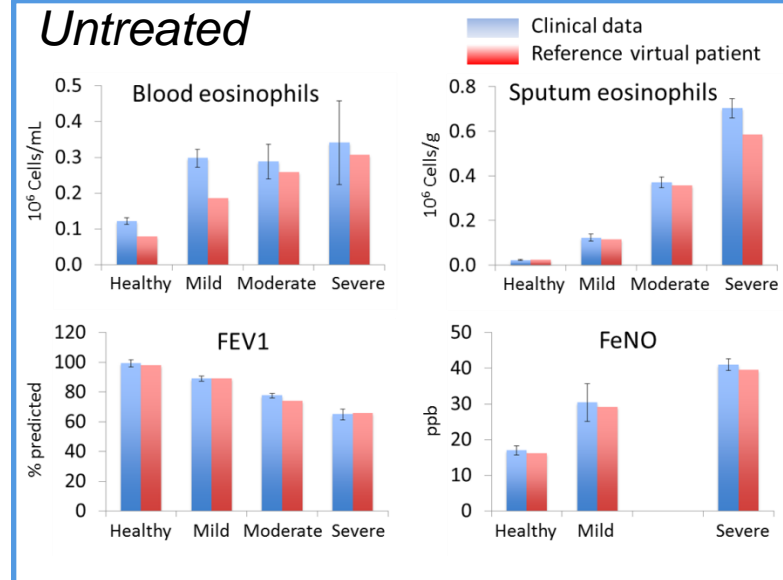 Untreated
Clinical data
Reference virtual patient
Blood eosinophils
10⁶ Cells/mL
0.5
0.4
0.3
0.2
0.1
0.0
Healthy Mild Moderate Severe
Sputum eosinophils
10⁶ Cells/g
0.8
0.6
0.4
0.2
0.0
Healthy Mild Moderate Severe
FEV1
% predicted
120
100
80
60
40
20
0
Healthy Mild Moderate Severe
FeNO
ppb
50
40
30
20
10
0
Healthy Mild Severe